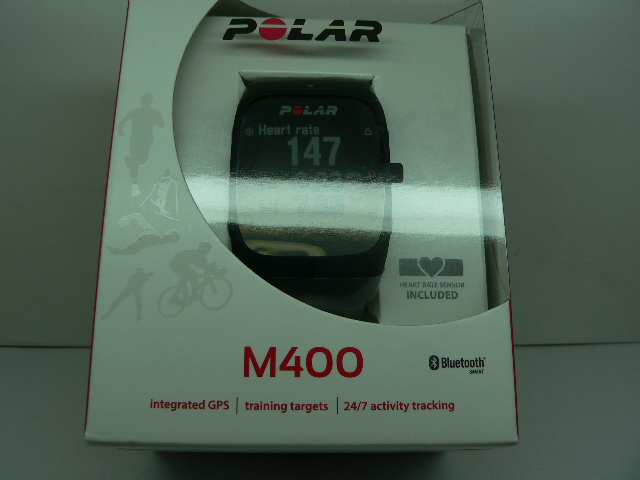 POLAR
POLAR
Heart rate
147
HEART RATE SENSOR
INCLUDED
M400
Bluetooth
SMART
integrated GPS | training targets | 24/7 activity tracking